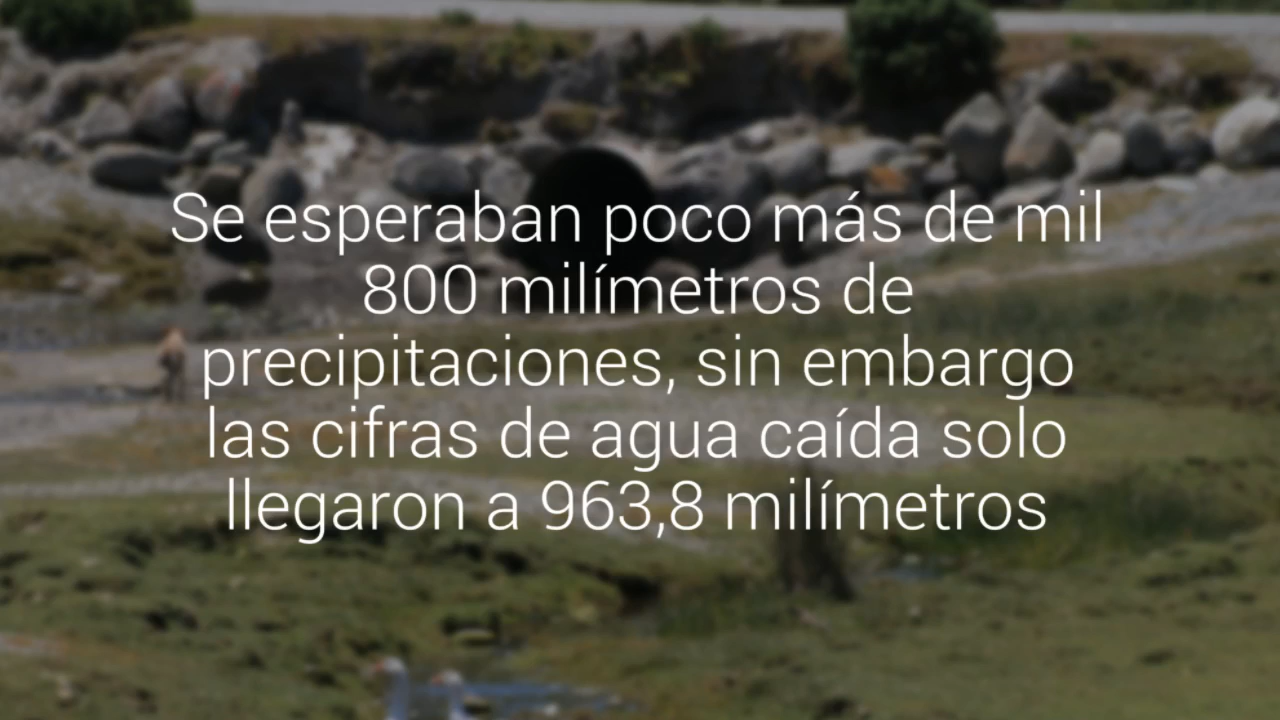 Se esperaban poco más de mil
800 milímetros de
precipitaciones, sin embargo
las cifras de agua caída solo
llegaron a 963,8 milímetros